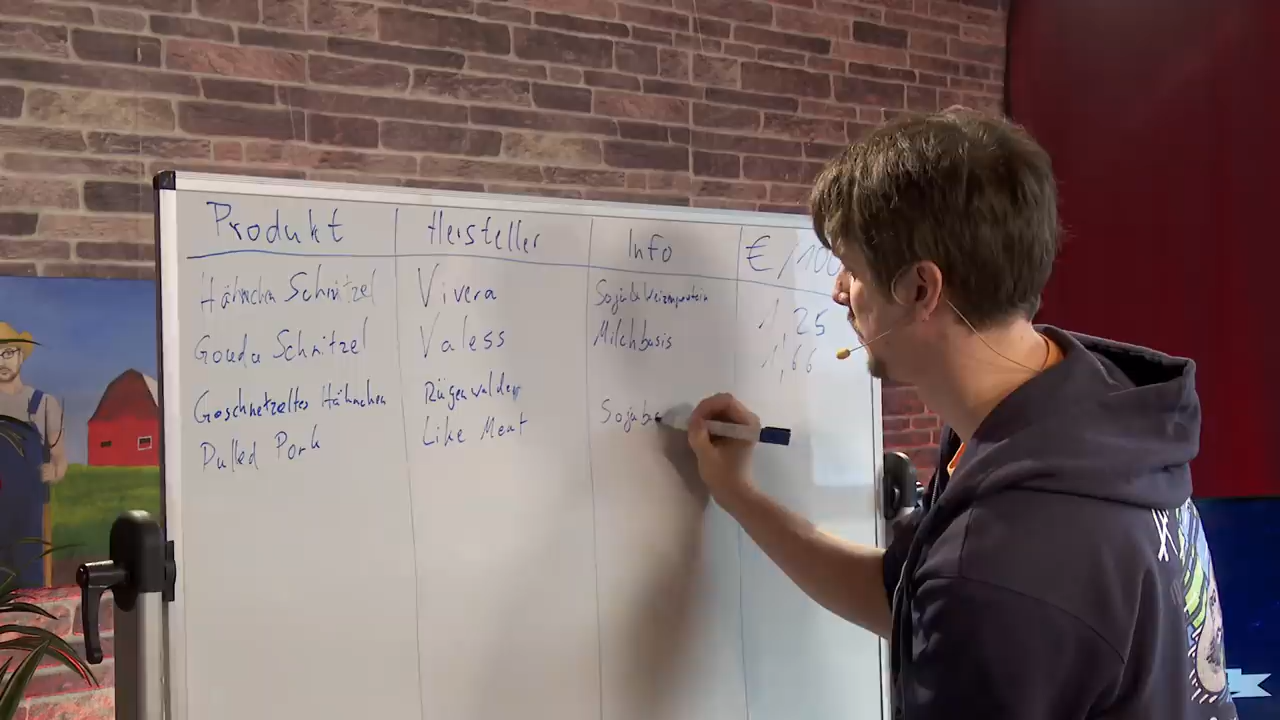 Produkt Hersteller Info € /100
Hähnchen Schnitzel Vivera Soja & Weizenprotein 1,25
Gouda Schnitzel Valess Milchbasis 1,66
Geschnetzeltes Hähnchen Rügenwalder
Pulled Pork Like Meat Sojaba